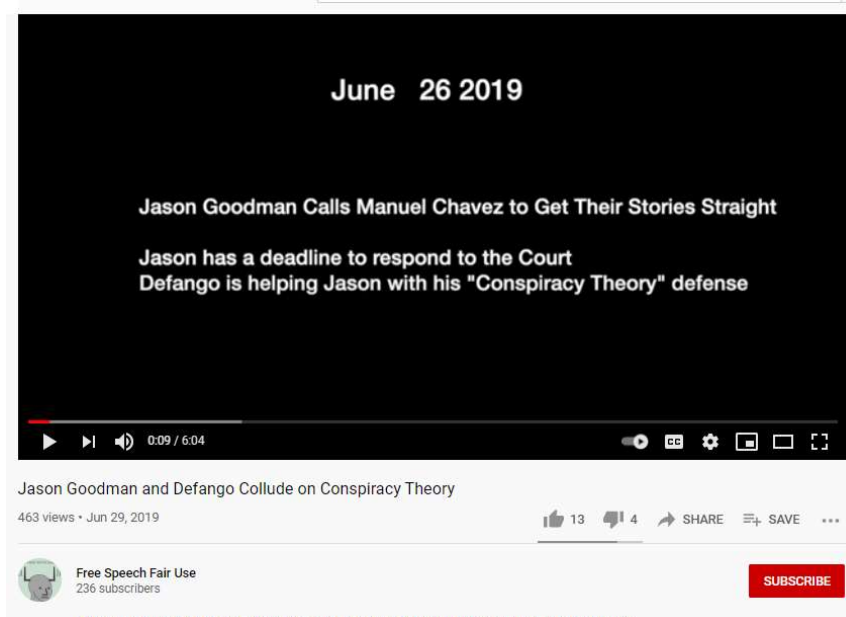 June 26 2019
Jason Goodman Calls Manuel Chavez to Get Their Stories Straight
Jason has a deadline to respond to the Court
Defango is helping Jason with his "Conspiracy Theory" defense
0:09 / 6:04
CC
Jason Goodman and Defango Collude on Conspiracy Theory
463 views • Jun 29, 2019
13 4 SHARE SAVE
Free Speech Fair Use
236 subscribers
SUBSCRIBE